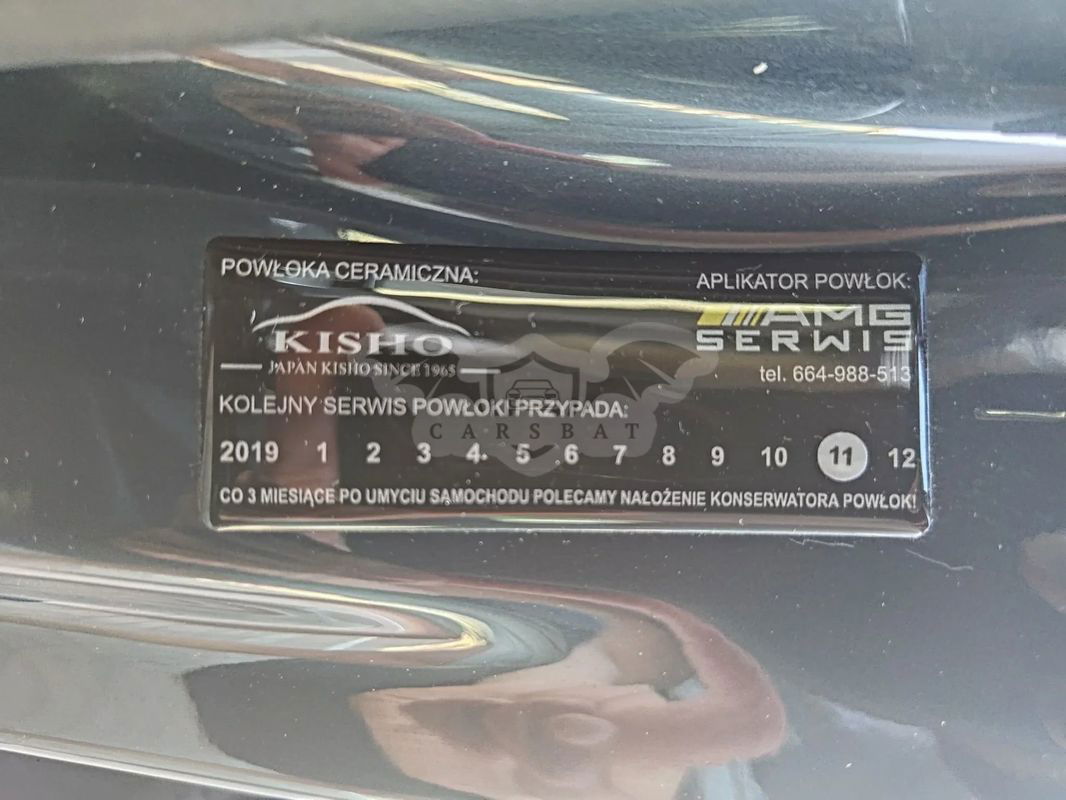 POWŁOKA CERAMICZNA:
APLIKATOR POWŁOK:
KISHO
JAPAN KISHO SINCE 1965
AMG
SERWIS
tel. 664-988-513
KOLEJNY SERWIS POWŁOKI PRZYPADA:
CARSBAT
2019 1 2 3 4 5 6 7 8 9 10 11 12
CO 3 MIESIĄCE PO UMYCIU SAMOCHODU POLECAMY NAŁOŻENIE KONSERWATORA POWŁOK!